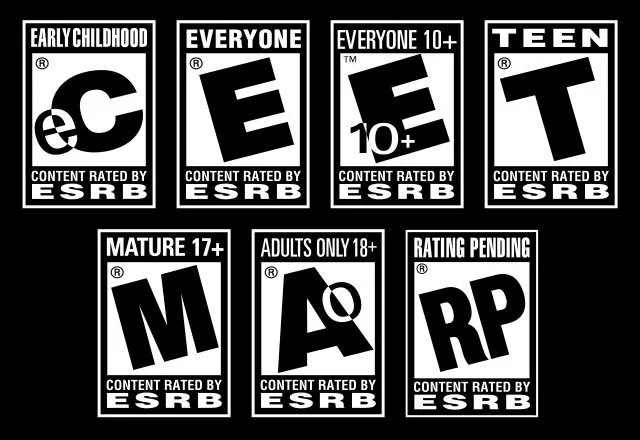 EARLY CHILDHOOD
®
eC
CONTENT RATED BY
ESRB
EVERYONE
®
E
CONTENT RATED BY
ESRB
EVERYONE 10+
™
E
10+
CONTENT RATED BY
ESRB
TEEN
®
T
CONTENT RATED BY
ESRB
MATURE 17+
®
M
CONTENT RATED BY
ESRB
ADULTS ONLY 18+
®
Ao
CONTENT RATED BY
ESRB
RATING PENDING
®
RP
CONTENT RATED BY
ESRB